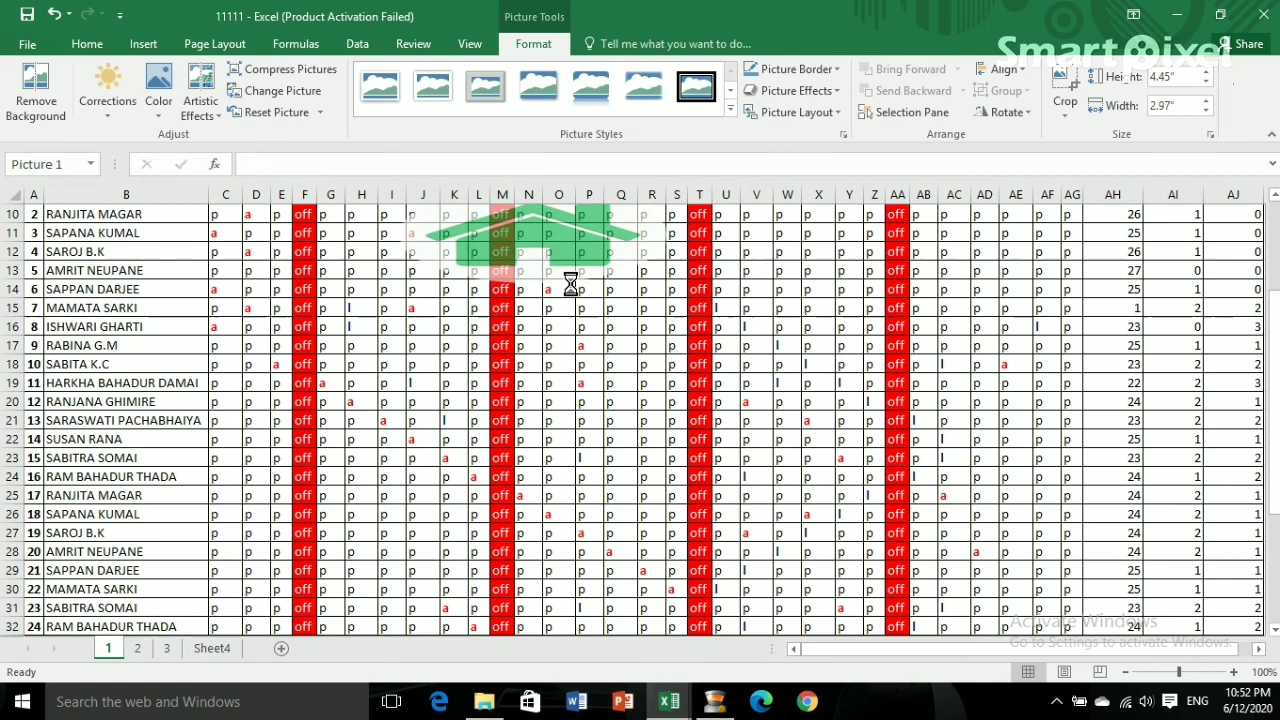 11111 - Excel (Product Activation Failed)
Picture Tools
File Home Insert Page Layout Formulas Data Review View Format Tell me what you want to do... Share
Smart Pixel
Remove Background
Corrections
Color
Artistic Effects
Compress Pictures
Change Picture
Reset Picture
Picture Border
Picture Effects
Picture Layout
Bring Forward
Send Backward
Selection Pane
Align
Group
Rotate
Crop
Height: 4.45"
Width: 2.97"
Adjust Picture Styles Arrange Size
Picture 1 fx
A B C D E F G H I J K L M N O P Q R S T U V W X Y Z AA AB AC AD AE AF AG AH AI AJ
10 2 RANJITA MAGAR p a p off p p p p p p off p p p p p p off p p p p p p off p p p p p p 26 1 0
11 3 SAPANA KUMAL a p p off p p p a p p off p p p p p p off p p p p p p off p p p p p p 25 1 0
12 4 SAROJ B.K p a p off p p p p p p off p p p p p p off p p p p p p off p p p p p p 26 1 0
13 5 AMRIT NEUPANE p p p off p p p p p p off p p p p p p off p p p p p p off p p p p p p 27 0 0
14 6 SAPPAN DARJEE a p p off p p p p p p off p a p p p p off p p p p p p off p p p p p p 25 1 0
15 7 MAMATA SARKI p a p off p l p a p p off p p p p p p off l p p p p p off p p p p p p 1 2 2
16 8 ISHWARI GHARTI a p p off p l p p p p off p p p p p p off p l p p p p off p p p p l p 23 0 3
17 9 RABINA G.M p p p off p p p p p p off p p a p p p off p p l p p p off p p p p p p 25 1 1
18 10 SABITA K.C p p a off p p p p p p off p p p p p p off p p p l p p off p l p a p p 23 2 2
19 11 HARKHA BAHADUR DAMAI p p p off a p p l p p off p p a p p p off p p l p l p off p p p p p p 22 2 3
20 12 RANJANA GHIMIRE p p p off p a p p p p off p p p p p p off p a p p p l off p p p p p p 24 2 1
21 13 SARASWATI PACHABHAIYA p p p off p p a p l p off p p p p p p off p p p a p p off l p p p p p 23 2 2
22 14 SUSAN RANA p p p off p p p a p p off p p p p p p off p p p p p p off p l p p p p 25 1 1
23 15 SABITRA SOMAI p p p off p p p p a p off p p l p p p off p p p p a p off p l p p p p 23 2 2
24 16 RAM BAHADUR THADA p p p off p p p p p a off p p p p p p off p l p p p p off l p p p p p 24 1 2
25 17 RANJITA MAGAR p p p off p p p p p p off a p p p p p off p p p p p l off p a p p p p 24 2 1
26 18 SAPANA KUMAL p p p off p p p p p p off p a p p p p off p p p a l p off p p p p p p 24 2 1
27 19 SAROJ B.K p p p off p p p p p p off p p a p p p off p a p l p p off p p p p p p 24 2 1
28 20 AMRIT NEUPANE p p p off p p p p p p off p p p a p p off p p l p p p off p p p a p p 24 2 1
29 21 SAPPAN DARJEE p p p off p p p p p p off p p p p a p off p l p p p p off p p p p p p 25 1 1
30 22 MAMATA SARKI p p p off p p p p p p off p p p p p a off l p p p p p off p p p p p p 25 1 1
31 23 SABITRA SOMAI p p p off p p p p a p off p p l p p p off p p p p a p off p l p p p p 23 2 2
32 24 RAM BAHADUR THADA p p p off p p p p p a off p p p p p p off p l p p p p off l p p p p p 24 1 2
Activate Windows
Go to Settings to activate Windows.
1 2 3 Sheet4
Ready 100%
Search the web and Windows
ENG
10:52 PM
6/12/2020